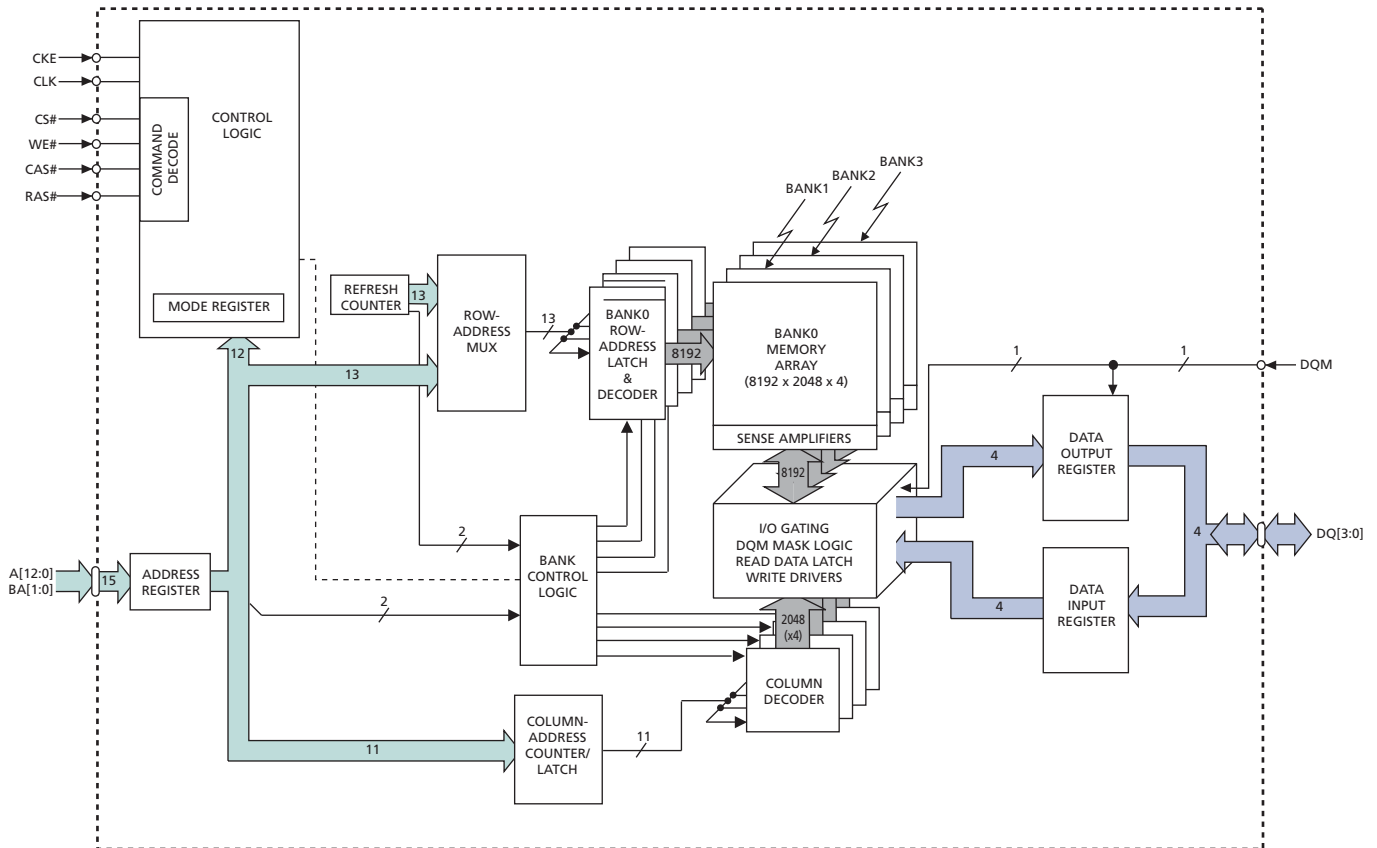 CKE
CLK
CS#
WE#
CAS#
RAS#
COMMAND
DECODE
CONTROL
LOGIC
MODE REGISTER
12
REFRESH
COUNTER
13
13
ROW-
ADDRESS
MUX
13
BANK0
ROW-
ADDRESS
LATCH
&
DECODER
8192
BANK1
BANK2
BANK3
BANK0
MEMORY
ARRAY
(8192 x 2048 x 4)
SENSE AMPLIFIERS
8192
I/O GATING
DQM MASK LOGIC
READ DATA LATCH
WRITE DRIVERS
2048
(x4)
COLUMN
DECODER
2
2
BANK
CONTROL
LOGIC
A[12:0]
BA[1:0]
15
ADDRESS
REGISTER
11
COLUMN-
ADDRESS
COUNTER/
LATCH
11
1
1
DQM
4
DATA
OUTPUT
REGISTER
4
DQ[3:0]
4
DATA
INPUT
REGISTER